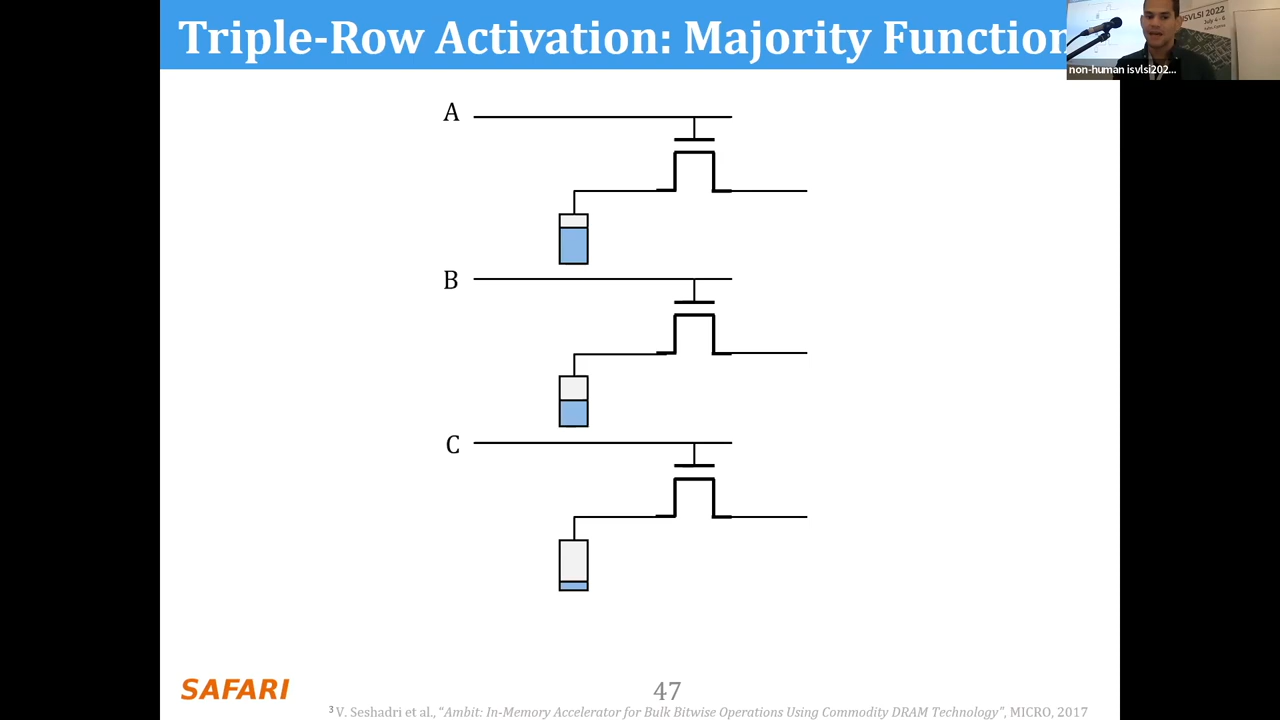 Triple-Row Activation: Majority Function
ISVLSI 2022
July 4 - 6
non-human isvlsi202...
A
B
C
SAFARI
47
³ V. Seshadri et al., “Ambit: In-Memory Accelerator for Bulk Bitwise Operations Using Commodity DRAM Technology”, MICRO, 2017